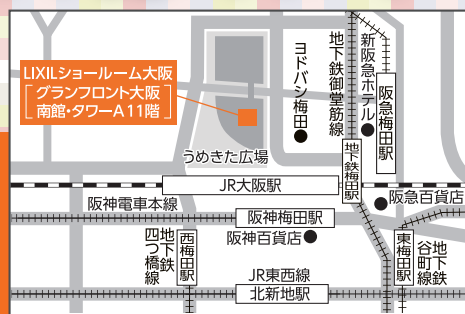 LIXILショールーム大阪
グランフロント大阪
南館・タワーA 11階
うめきた広場
ヨドバシ梅田
地下鉄御堂筋線
新阪急ホテル
阪急梅田駅
地下鉄梅田駅
JR大阪駅
阪急百貨店
阪神電車本線
阪神梅田駅
阪神百貨店
地下鉄
四つ橋線
西梅田駅
東梅田駅
地下鉄
谷町線
JR東西線
北新地駅